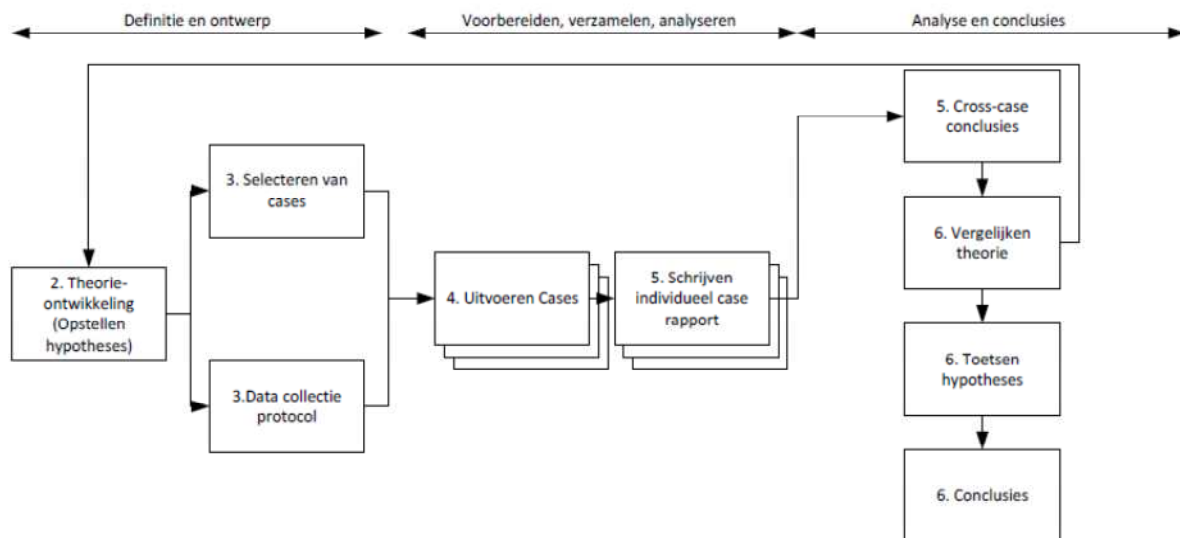 Definitie en ontwerp
Voorbereiden, verzamelen, analyseren
Analyse en conclusies
2. Theorie-
ontwikkeling
(Opstellen
hypotheses)
3. Selecteren van
cases
3.Data collectie
protocol
4. Uitvoeren Cases
5. Schrijven
individueel case
rapport
5. Cross-case
conclusies
6. Vergelijken
theorie
6. Toetsen
hypotheses
6. Conclusies